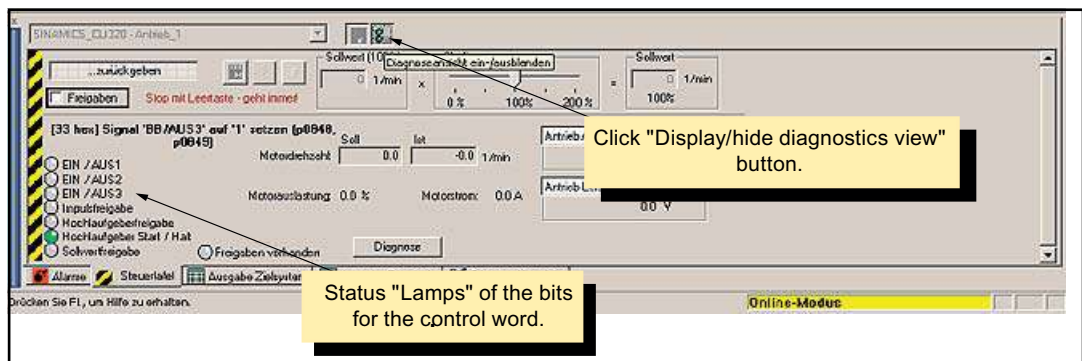 SINAMICS_CU320 - Antrieb_1
Sollwert (100
Diagnoseansicht ein-/ausblenden
Sollwert
...zurückgeben
0 1/min x = 0 1/min
0 % 100% 200 % 100%
Freigaben Stop mit Leertaste - geht immer!
[33 hex] Signal 'BB/AUS3' auf '1' setzen (p0848,
p0849)
Soll Ist
Motordrehzahl 0.0 -0.0 1/min
Antrieb
Click "Display/hide diagnostics view"
button.
EIN / AUS1
EIN / AUS2
EIN / AUS3
Motorauslastung: 0.0 % Motorstrom: 0.0 A
Antrieb
0.0 V
Impulsfreigabe
Hochlaufgeberfreigabe
Hochlaufgeber Start / Halt
Sollwertfreigabe
Freigaben vorhanden
Diagnose
Alarme Steuertafel Ausgabe Zielsystem
Status "Lamps" of the bits
for the control word.
Drücken Sie F1, um Hilfe zu erhalten.
Online-Modus